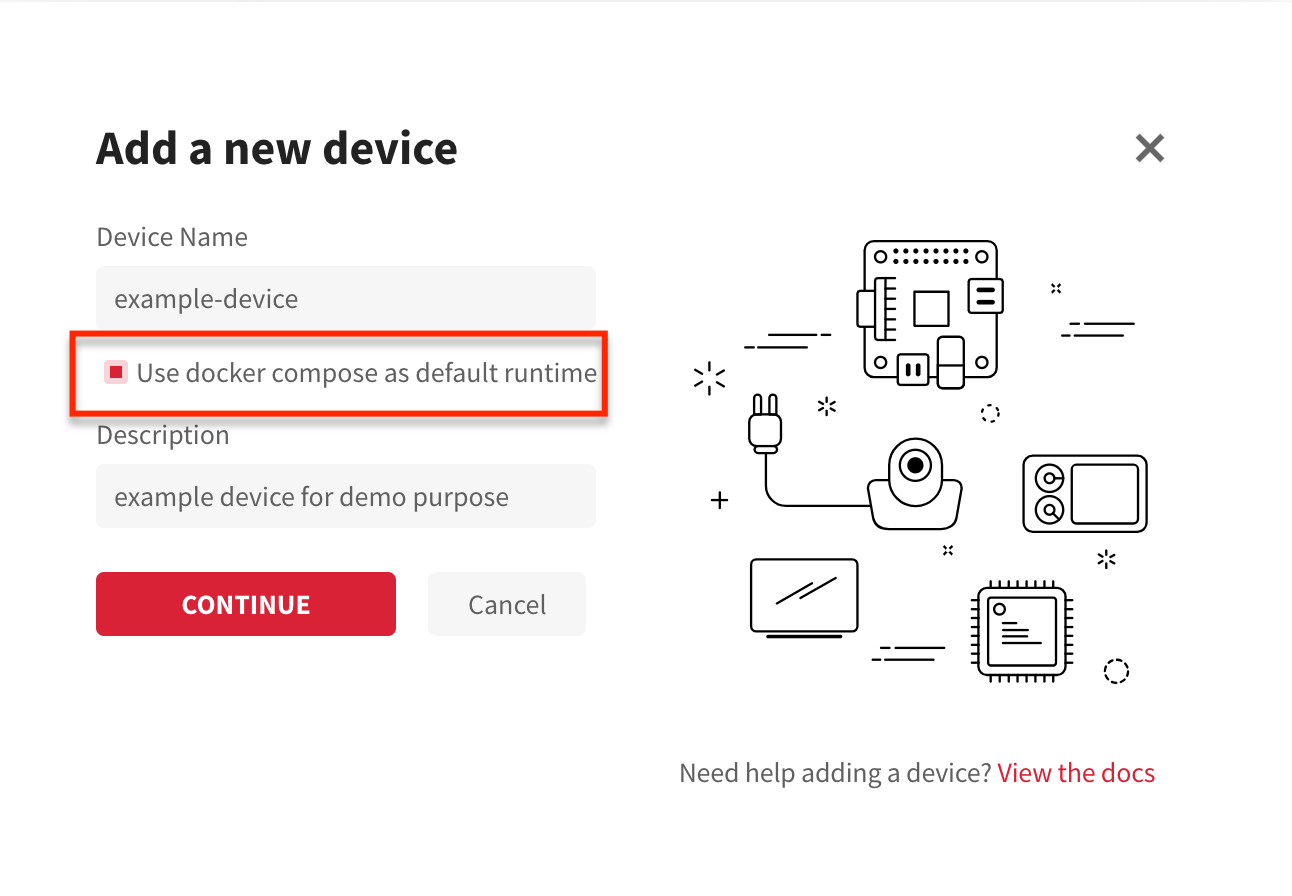 Add a new device
Device Name
example-device
Use docker compose as default runtime
Description
example device for demo purpose
CONTINUE
Cancel
Need help adding a device? View the docs